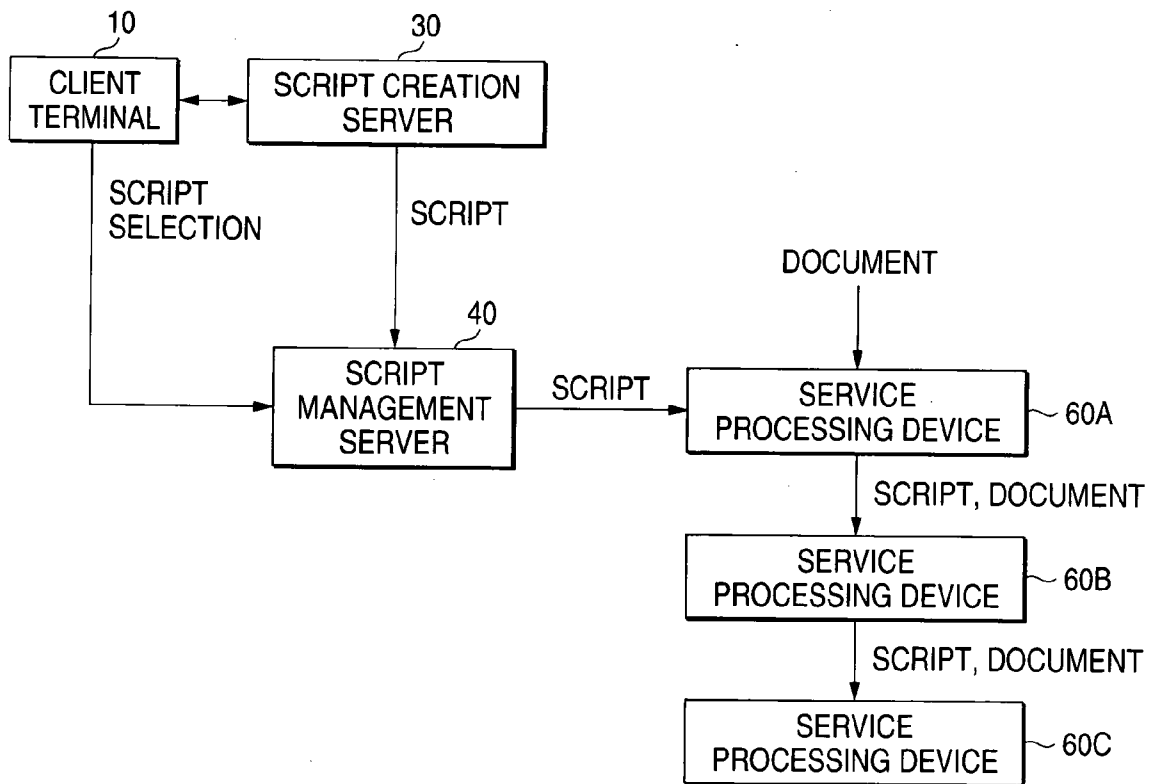 10
CLIENT
TERMINAL
30
SCRIPT CREATION
SERVER
SCRIPT
SELECTION
SCRIPT
DOCUMENT
40
SCRIPT
MANAGEMENT
SERVER
SCRIPT
SERVICE
PROCESSING DEVICE
60A
SCRIPT, DOCUMENT
SERVICE
PROCESSING DEVICE
60B
SCRIPT, DOCUMENT
SERVICE
PROCESSING DEVICE
60C